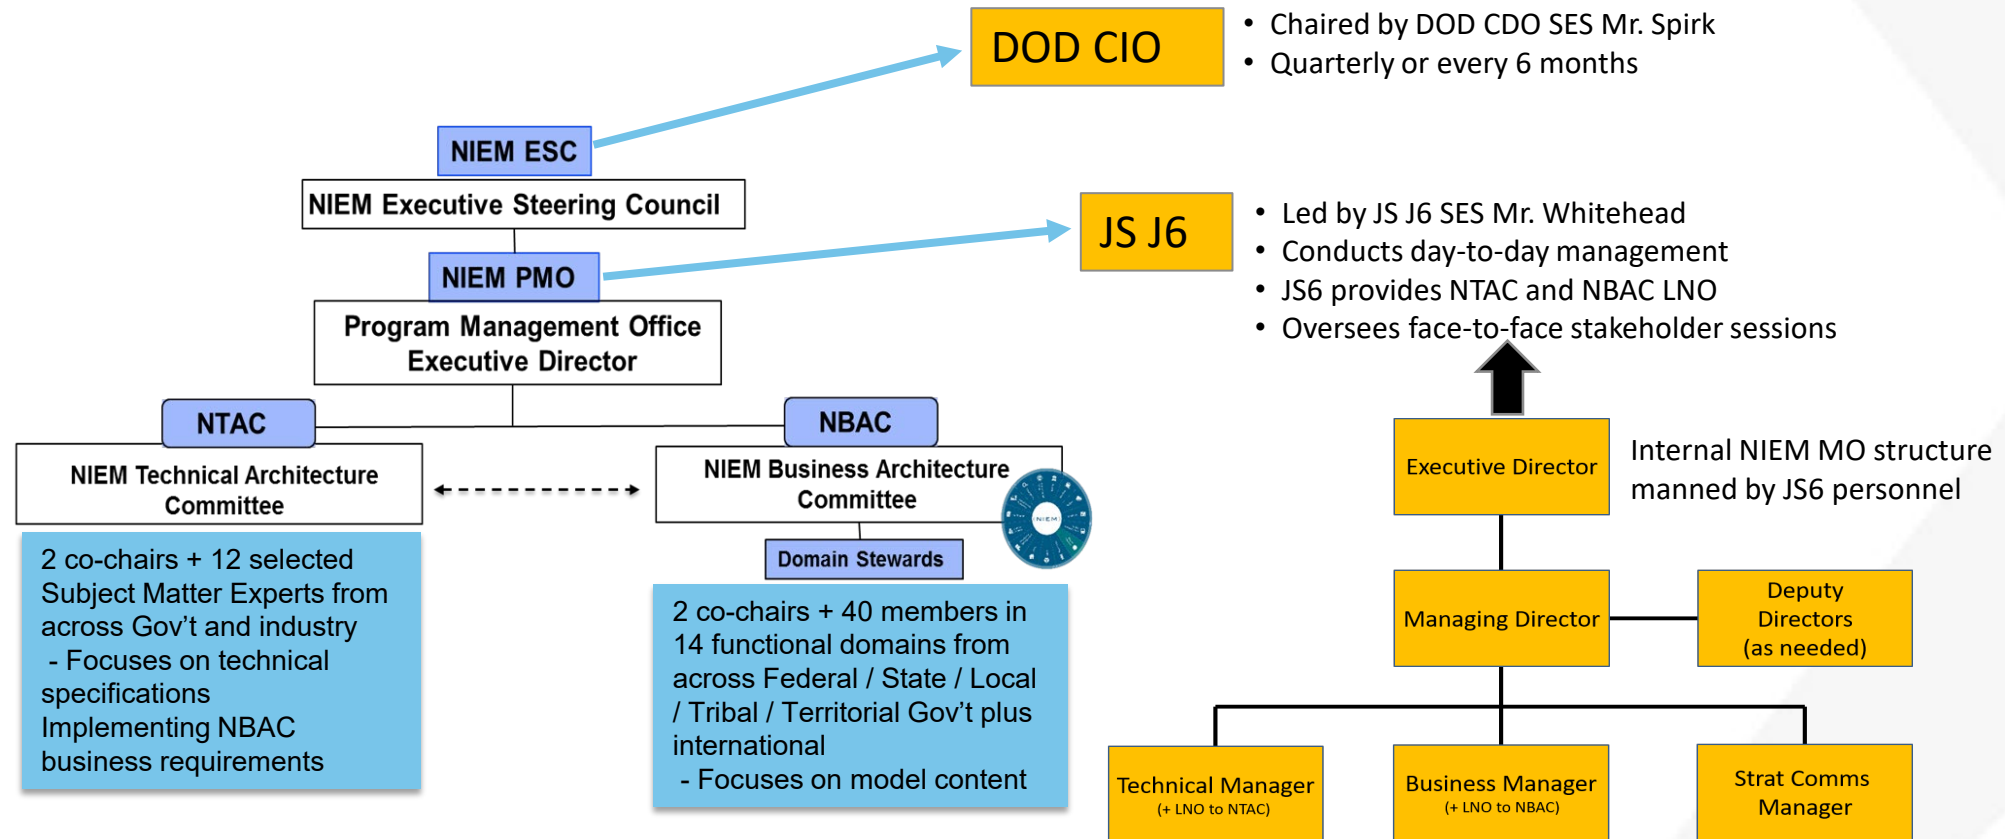 DOD CIO
• Chaired by DOD CDO SES Mr. Spirk
• Quarterly or every 6 months
NIEM ESC
NIEM Executive Steering Council
NIEM PMO
Program Management Office
Executive Director
JS J6
• Led by JS J6 SES Mr. Whitehead
• Conducts day-to-day management
• JS6 provides NTAC and NBAC LNO
• Oversees face-to-face stakeholder sessions
NTAC
NIEM Technical Architecture
Committee
2 co-chairs + 12 selected
Subject Matter Experts from
across Gov’t and industry
- Focuses on technical
specifications
Implementing NBAC
business requirements
NBAC
NIEM Business Architecture
Committee
NIEM
Domain Stewards
2 co-chairs + 40 members in
14 functional domains from
across Federal / State / Local
/ Tribal / Territorial Gov’t plus
international
- Focuses on model content
Executive Director
Internal NIEM MO structure
manned by JS6 personnel
Managing Director
Deputy
Directors
(as needed)
Technical Manager
(+ LNO to NTAC)
Business Manager
(+ LNO to NBAC)
Strat Comms
Manager